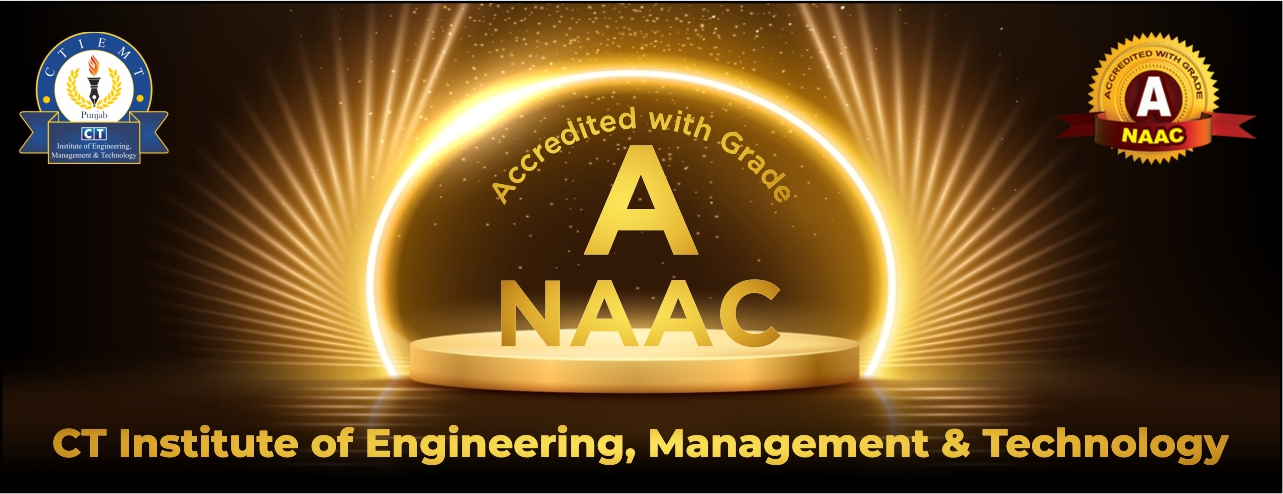 CTIEMT
Punjab
CT
Institute of Engineering,
Management & Technology
Accredited with Grade
A
NAAC
ACCREDITED WITH GRADE
A
NAAC
CT Institute of Engineering, Management & Technology